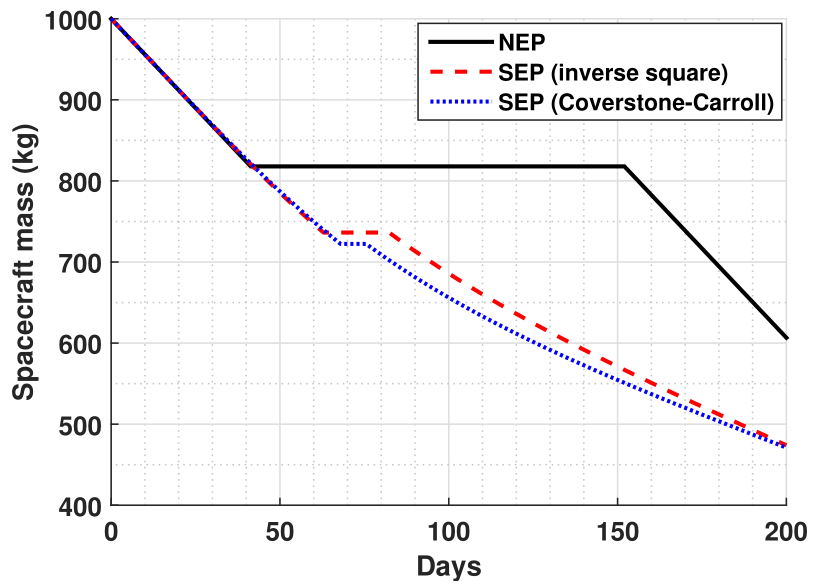 1000
900
800
700
600
500
400
0
50
100
150
200
Spacecraft mass (kg)
Days
NEP
SEP (inverse square)
SEP (Coverstone-Carroll)